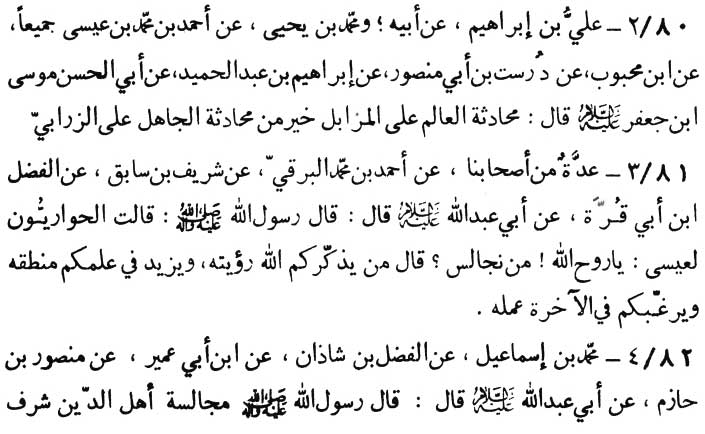 ٢/٨٠ ـ عليُّ بن إبراهيم ، عن أبيه ؛ ومحمّد بن يحيى ، عن أحمد بن محمّد بن عيسى جميعاً،
عن ابن محبوب، عن دُرست بن أبي منصور، عن إبراهيم بن عبد الحميد، عن أبي الحسن موسى
ابن جعفر عليه السلام قال : محادثة العالم على المزابل خير من محادثة الجاهل على الزرابيّ
٣/٨١ ـ عدَّةٌ من أصحابنا ، عن أحمد بن محمّد البرقيّ، عن شريف بن سابق ، عن الفضل
ابن أبي قُرَّة ، عن أبي عبد الله عليه السلام قال : قال رسول الله صلى الله عليه وآله : قالت الحواريّون
لعيسى : يا روح الله ! من نجالس ؟ قال من يذكّركم الله رؤيته، ويزيد في علمكم منطقه
ويرغّبكم في الآخرة عمله .
٤/٨٢ ـ محمّد بن إسماعيل ، عن الفضل بن شاذان ، عن ابن أبي عمير ، عن منصور بن
حازم ، عن أبي عبد الله عليه السلام قال : قال رسول الله صلى الله عليه وآله مجالسة أهل الدّين شرف